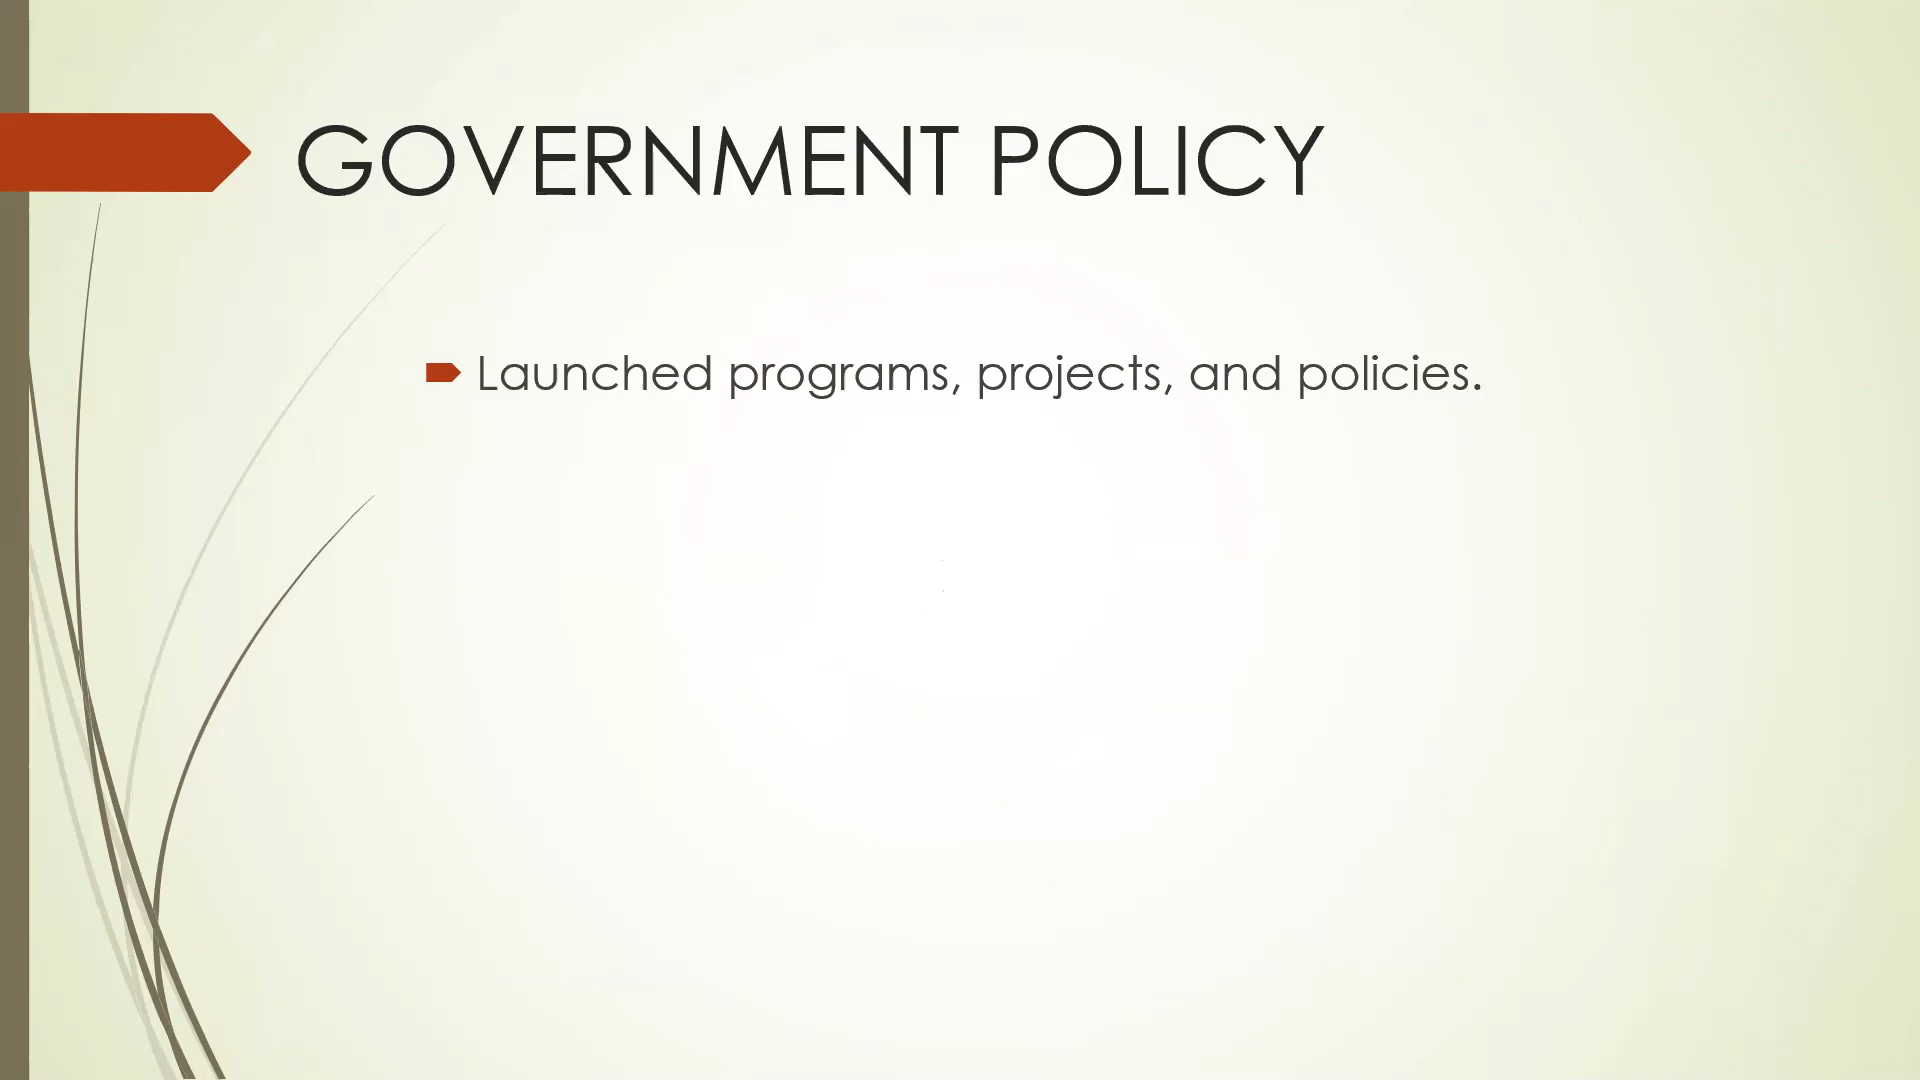 GOVERNMENT POLICY
Launched programs, projects, and policies.